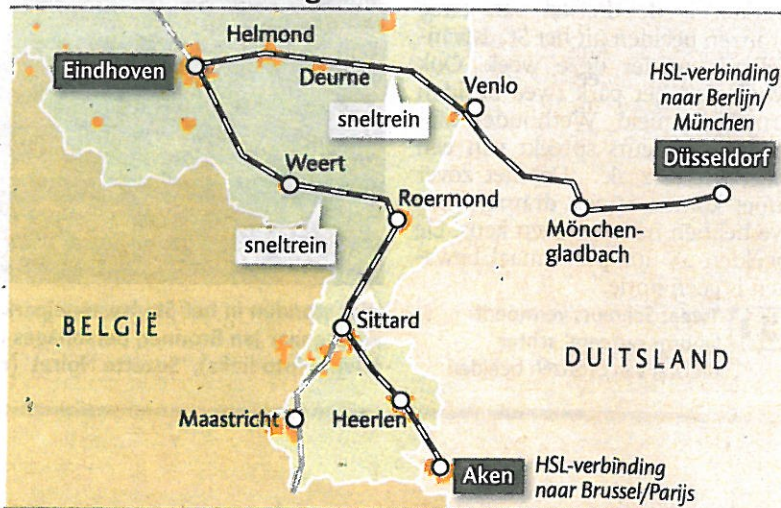 Helmond
Eindhoven
Deurne
Venlo
HSL-verbinding
naar Berlijn/
München
sneltrein
Düsseldorf
Weert
Roermond
Mönchen-
gladbach
sneltrein
BELGIË
Sittard
DUITSLAND
Maastricht
Heerlen
Aken
HSL-verbinding
naar Brussel/Parijs